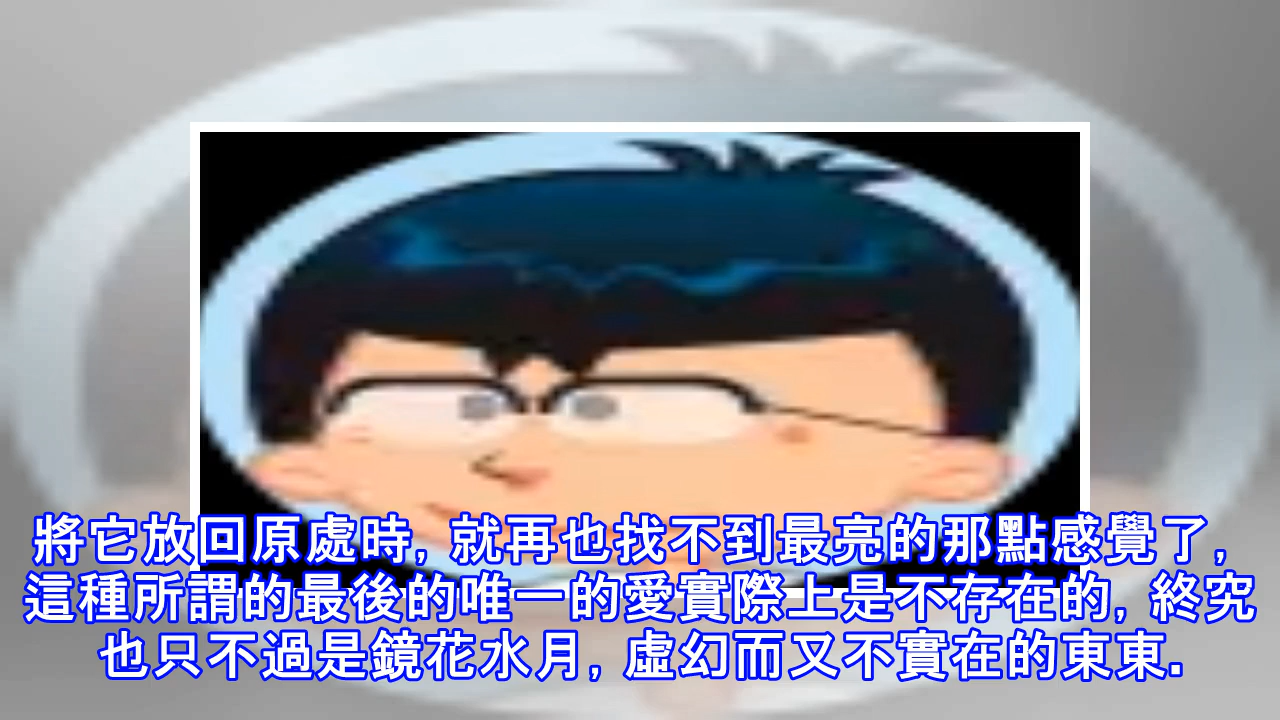 將它放回原處時, 就再也找不到最亮的那點感覺了,
這種所謂的最後的唯一的愛實際上是不存在的, 終究
也只不過是鏡花水月, 虛幻而又不實在的東東.